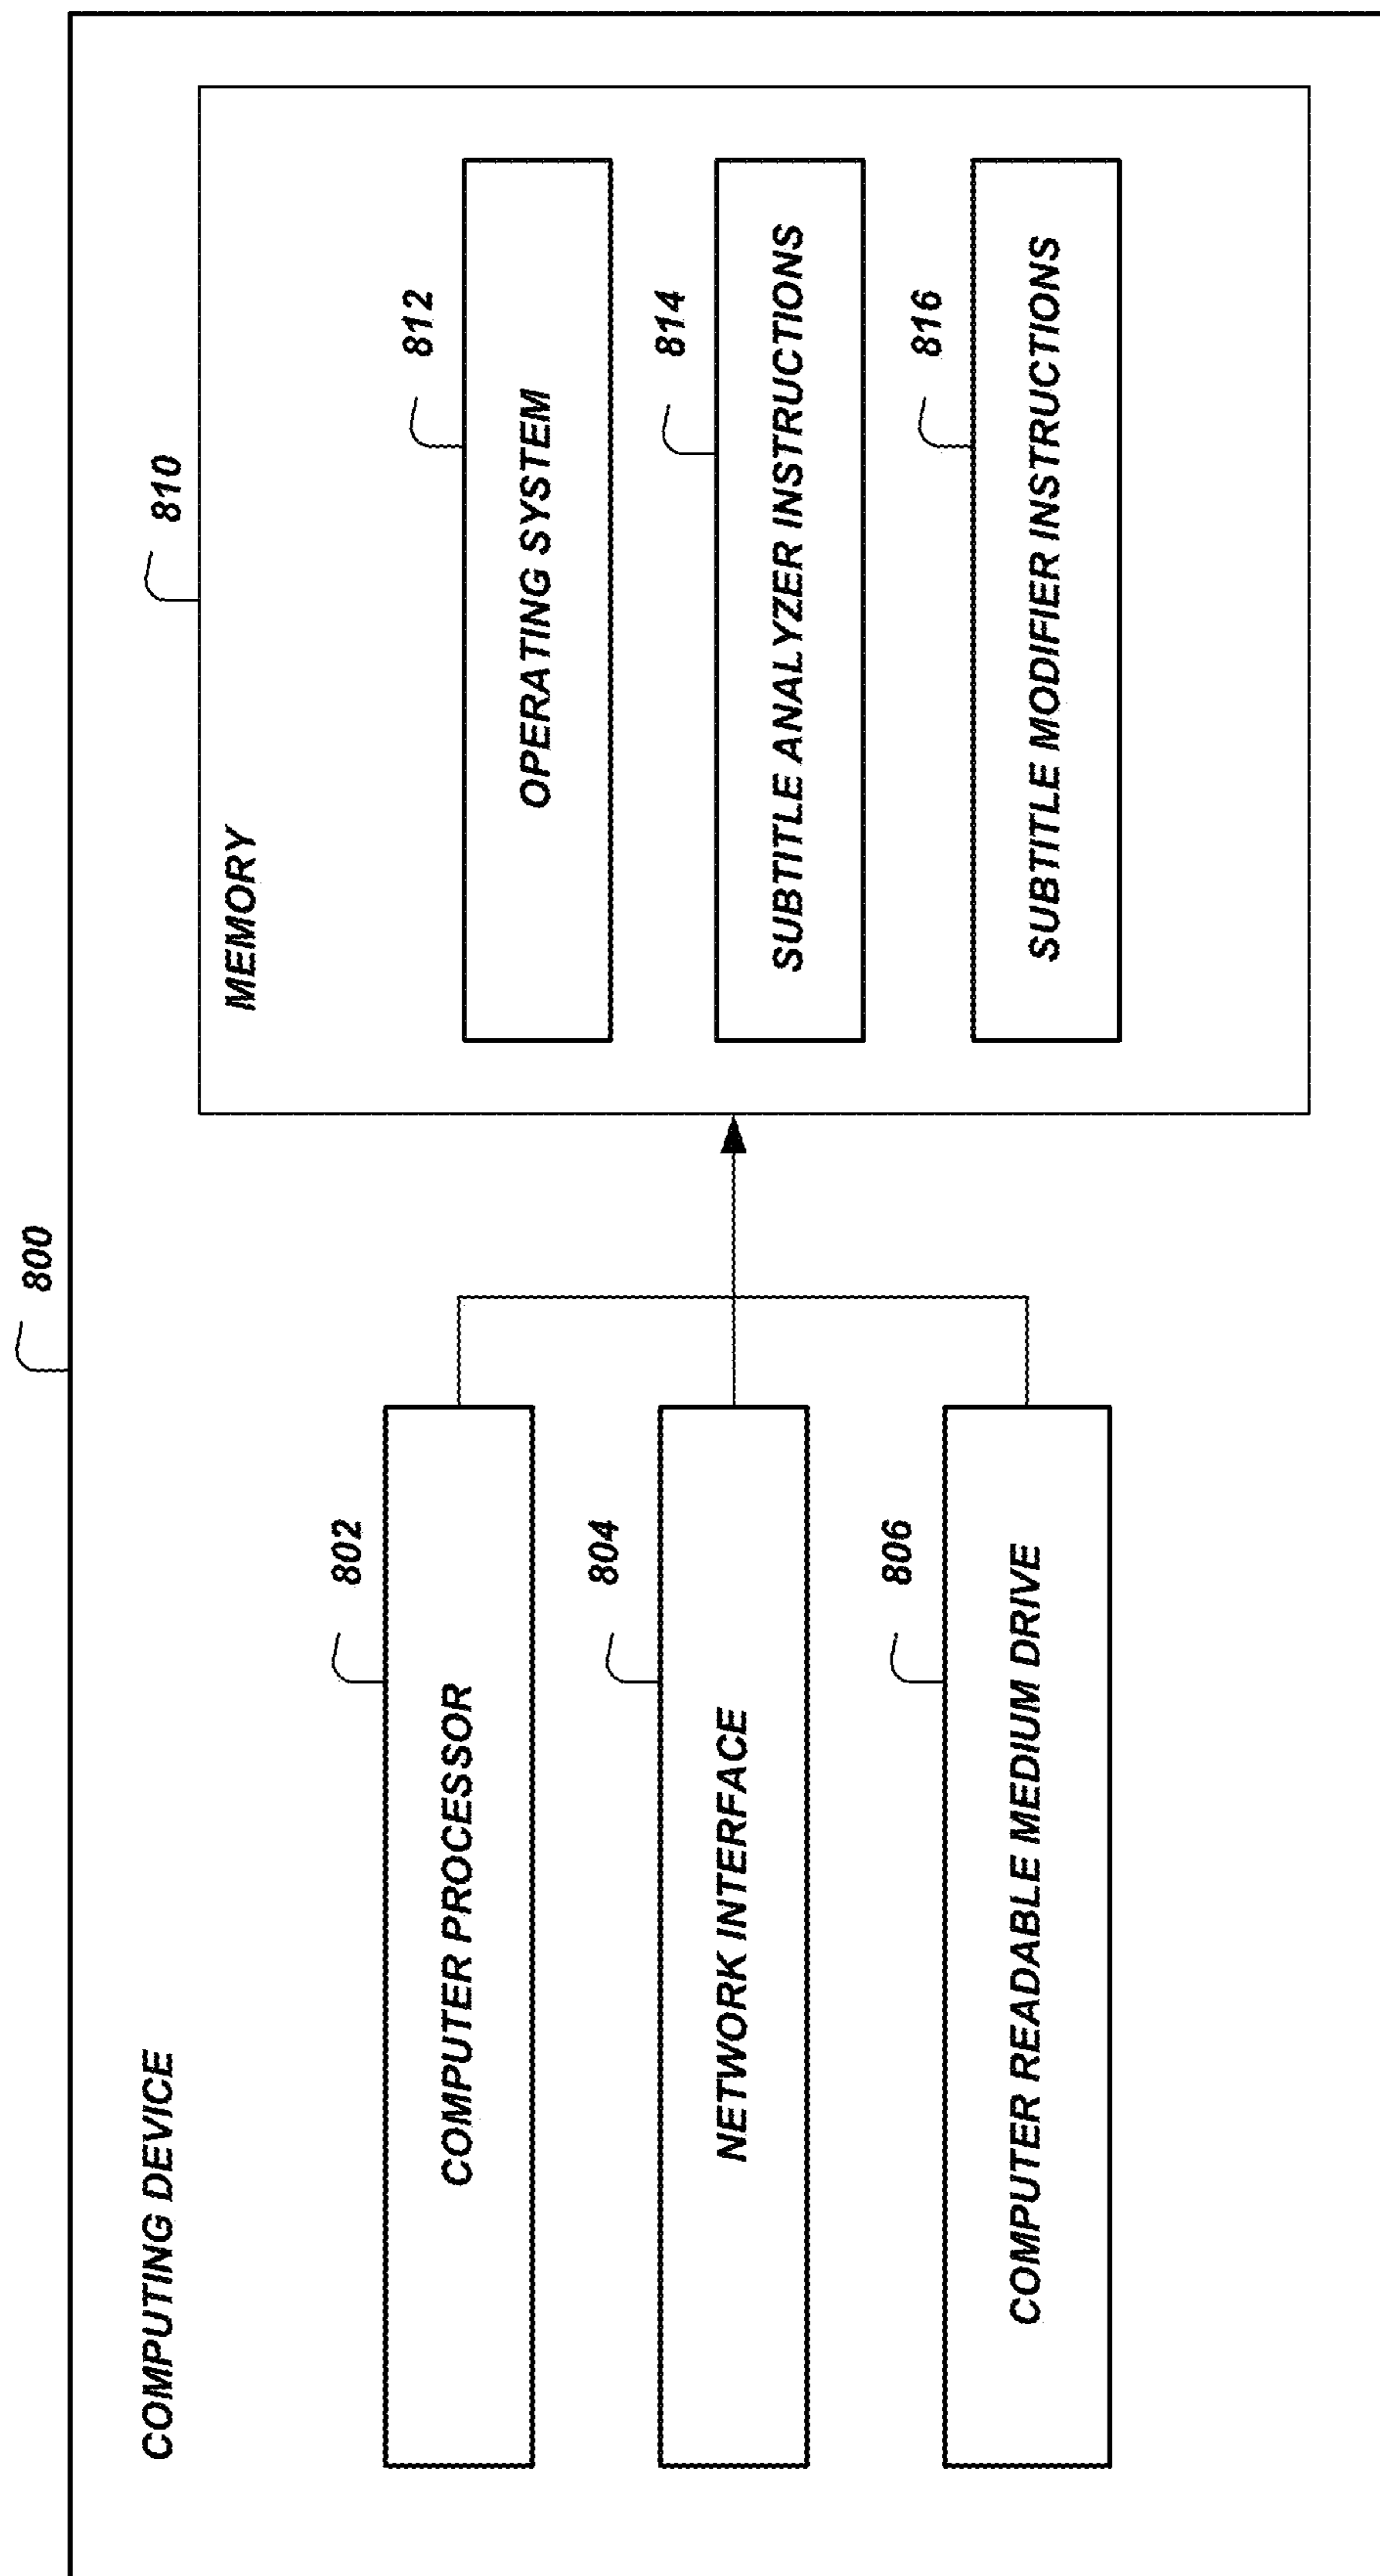 800
COMPUTING DEVICE
802
COMPUTER PROCESSOR
804
NETWORK INTERFACE
806
COMPUTER READABLE MEDIUM DRIVE
810
MEMORY
812
OPERATING SYSTEM
814
SUBTITLE ANALYZER INSTRUCTIONS
816
SUBTITLE MODIFIER INSTRUCTIONS